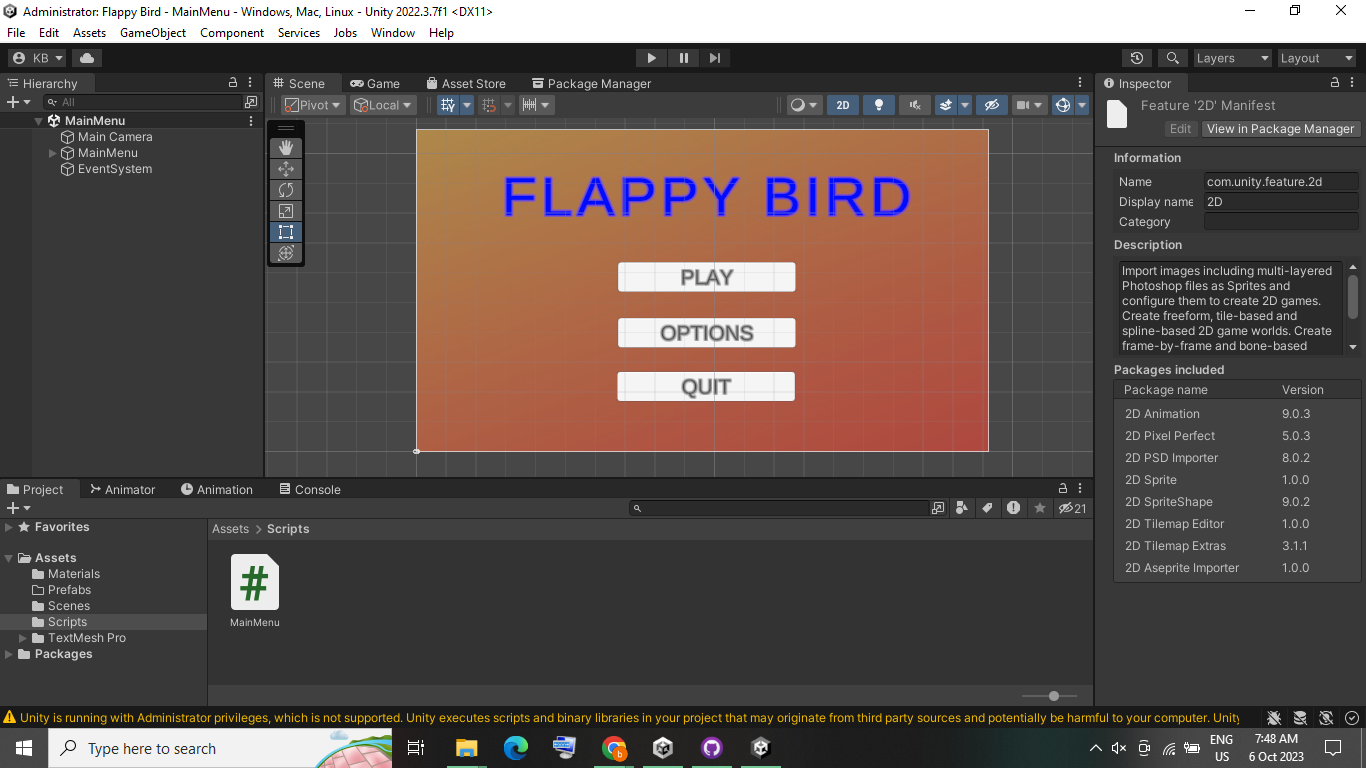 Administrator: Flappy Bird - MainMenu - Windows, Mac, Linux - Unity 2022.3.7f1 <DX11>
File Edit Assets GameObject Component Services Jobs Window Help
KB Layers Layout
Hierarchy Scene Game Asset Store Package Manager Inspector
All Pivot Local 2D Feature '2D' Manifest
Edit View in Package Manager
MainMenu
Main Camera
MainMenu
EventSystem
FLAPPY BIRD
PLAY
OPTIONS
QUIT
Information
Name com.unity.feature.2d
Display name 2D
Category
Description
Import images including multi-layered
Photoshop files as Sprites and
configure them to create 2D games.
Create freeform, tile-based and
spline-based 2D game worlds. Create
frame-by-frame and bone-based
Packages included
Package name Version
2D Animation 9.0.3
2D Pixel Perfect 5.0.3
2D PSD Importer 8.0.2
2D Sprite 1.0.0
2D SpriteShape 9.0.2
2D Tilemap Editor 1.0.0
2D Tilemap Extras 3.1.1
2D Aseprite Importer 1.0.0
Project Animator Animation Console
21
Favorites
Assets
Materials
Prefabs
Scenes
Scripts
TextMesh Pro
Packages
Assets > Scripts
#
MainMenu
Unity is running with Administrator privileges, which is not supported. Unity executes scripts and binary libraries in your project that may originate from third party sources and potentially be harmful to your computer. Unity
Type here to search
b
ENG
US
7:48 AM
6 Oct 2023